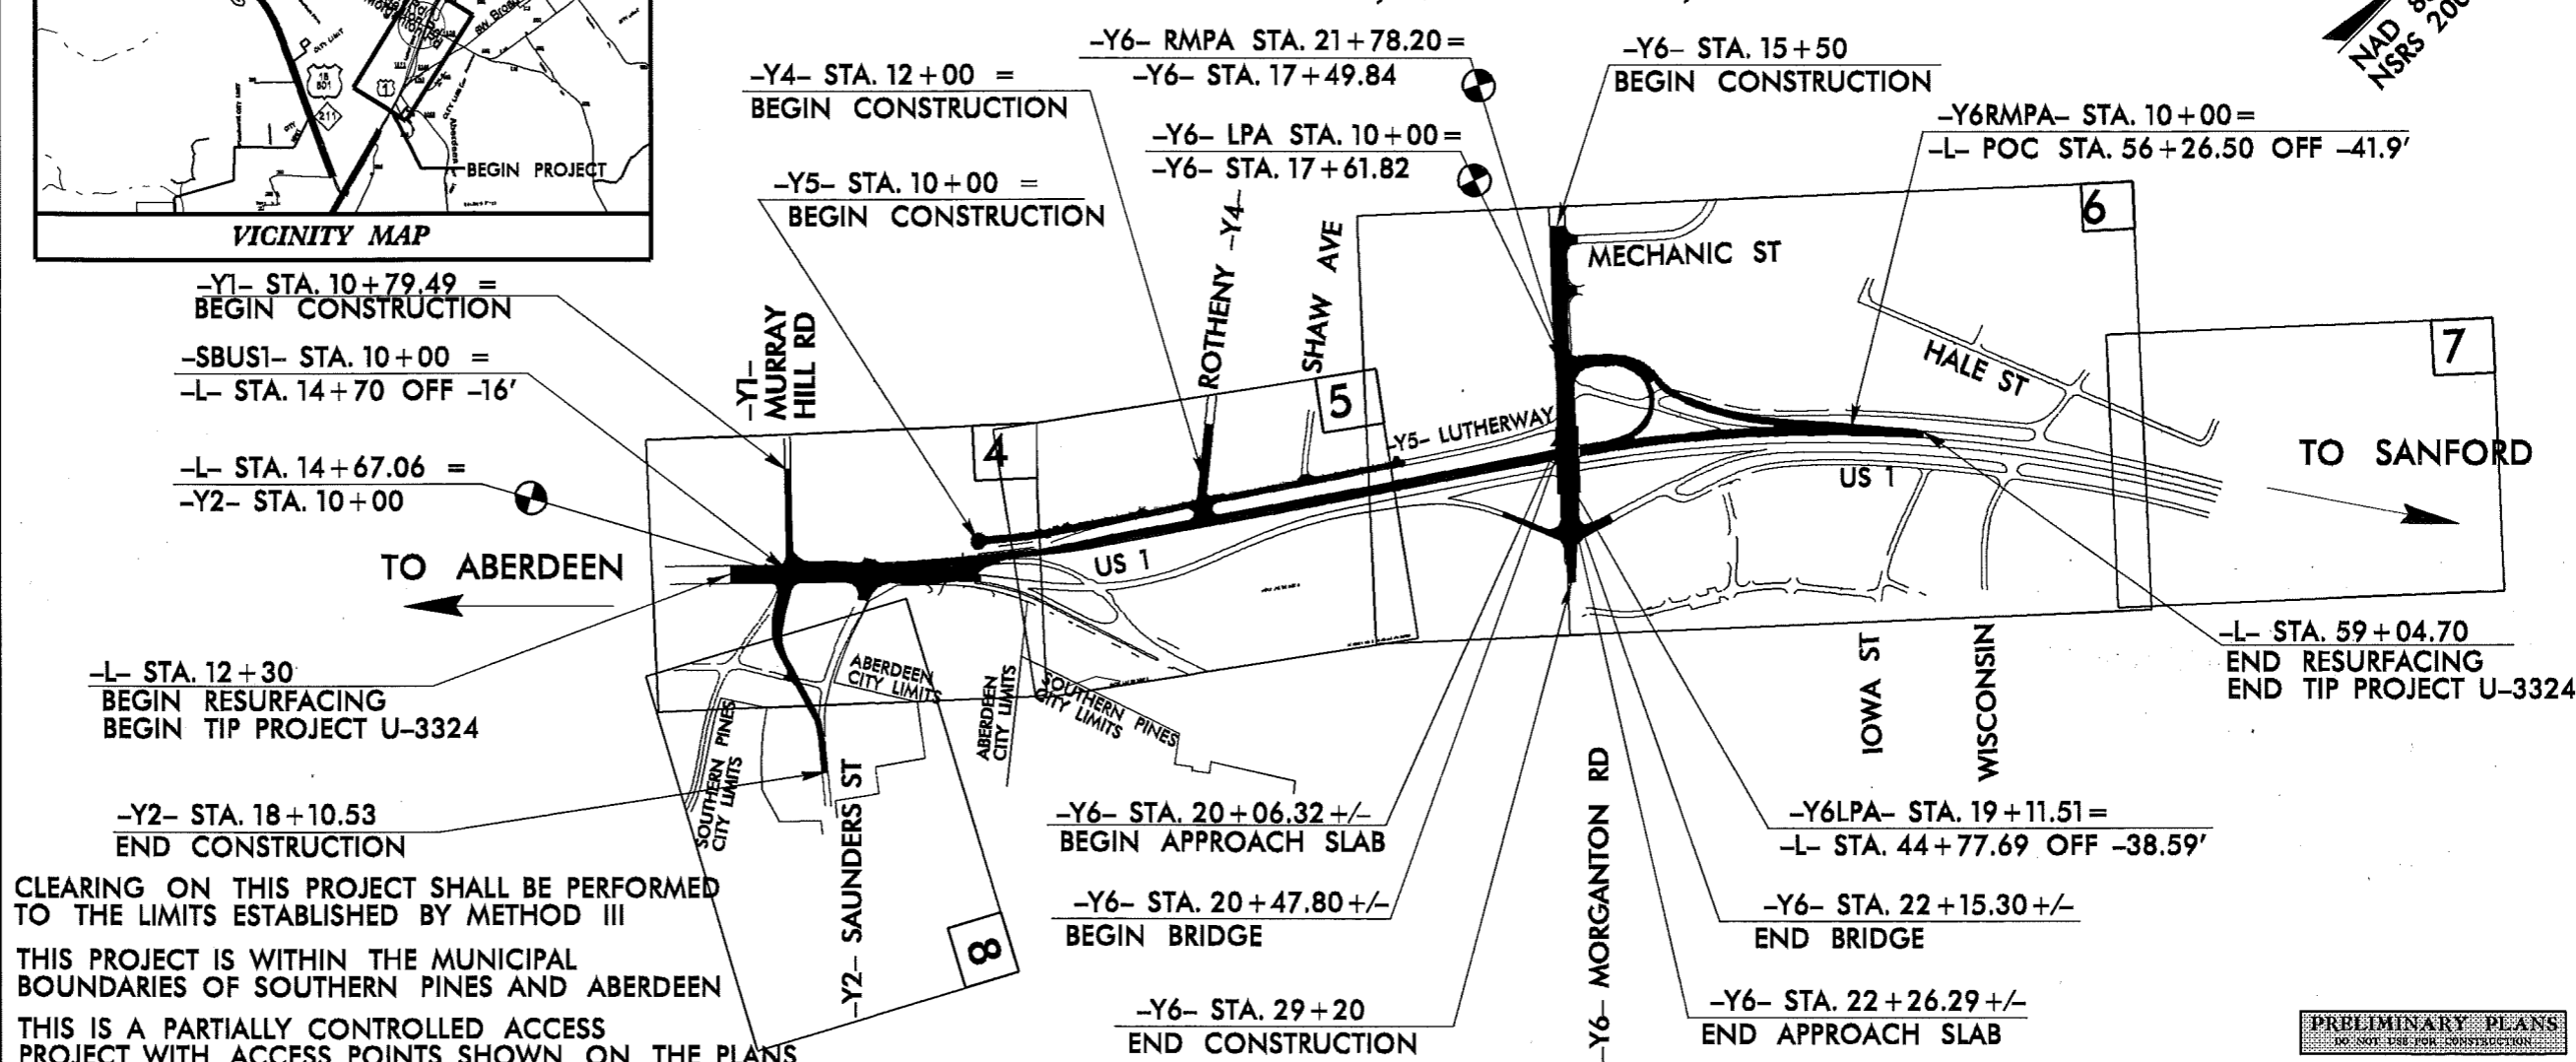 BEGIN PROJECT
VICINITY MAP
18
501
211
1
CITY LIMIT
NAD 8
NSRS 200
-Y6- RMPA STA. 21+78.20=
-Y6- STA. 17+49.84
-Y6- STA. 15+50
BEGIN CONSTRUCTION
-Y4- STA. 12+00 =
BEGIN CONSTRUCTION
-Y6- LPA STA. 10+00=
-Y6- STA. 17+61.82
-Y6RMPA- STA. 10+00=
-L- POC STA. 56+26.50 OFF -41.9'
-Y5- STA. 10+00 =
BEGIN CONSTRUCTION
-Y1- STA. 10+79.49 =
BEGIN CONSTRUCTION
-SBUS1- STA. 10+00 =
-L- STA. 14+70 OFF -16'
-L- STA. 14+67.06 =
-Y2- STA. 10+00
-Y1-
MURRAY
HILL RD
ROTHENY -Y4-
SHAW AVE
MECHANIC ST
HALE ST
4
5
6
7
8
-Y5- LUTHERWAY
US 1
US 1
TO SANFORD
TO ABERDEEN
-L- STA. 12+30
BEGIN RESURFACING
BEGIN TIP PROJECT U-3324
-L- STA. 59+04.70
END RESURFACING
END TIP PROJECT U-3324
ABERDEEN
CITY LIMITS
ABERDEEN
CITY LIMITS
SOUTHERN PINES
CITY LIMITS
SOUTHERN PINES
CITY LIMITS
IOWA ST
WISCONSIN
-Y2- STA. 18+10.53
END CONSTRUCTION
-Y2- SAUNDERS ST
-Y6- STA. 20+06.32 +/-
BEGIN APPROACH SLAB
-Y6- STA. 20+47.80 +/-
BEGIN BRIDGE
-Y6- STA. 29+20
END CONSTRUCTION
-Y6- MORGANTON RD
-Y6LPA- STA. 19+11.51=
-L- STA. 44+77.69 OFF -38.59'
-Y6- STA. 22+15.30 +/-
END BRIDGE
-Y6- STA. 22+26.29 +/-
END APPROACH SLAB
CLEARING ON THIS PROJECT SHALL BE PERFORMED
TO THE LIMITS ESTABLISHED BY METHOD III
THIS PROJECT IS WITHIN THE MUNICIPAL
BOUNDARIES OF SOUTHERN PINES AND ABERDEEN
THIS IS A PARTIALLY CONTROLLED ACCESS
PROJECT WITH ACCESS POINTS SHOWN ON THE PLANS
PRELIMINARY PLANS
DO NOT USE FOR CONSTRUCTION